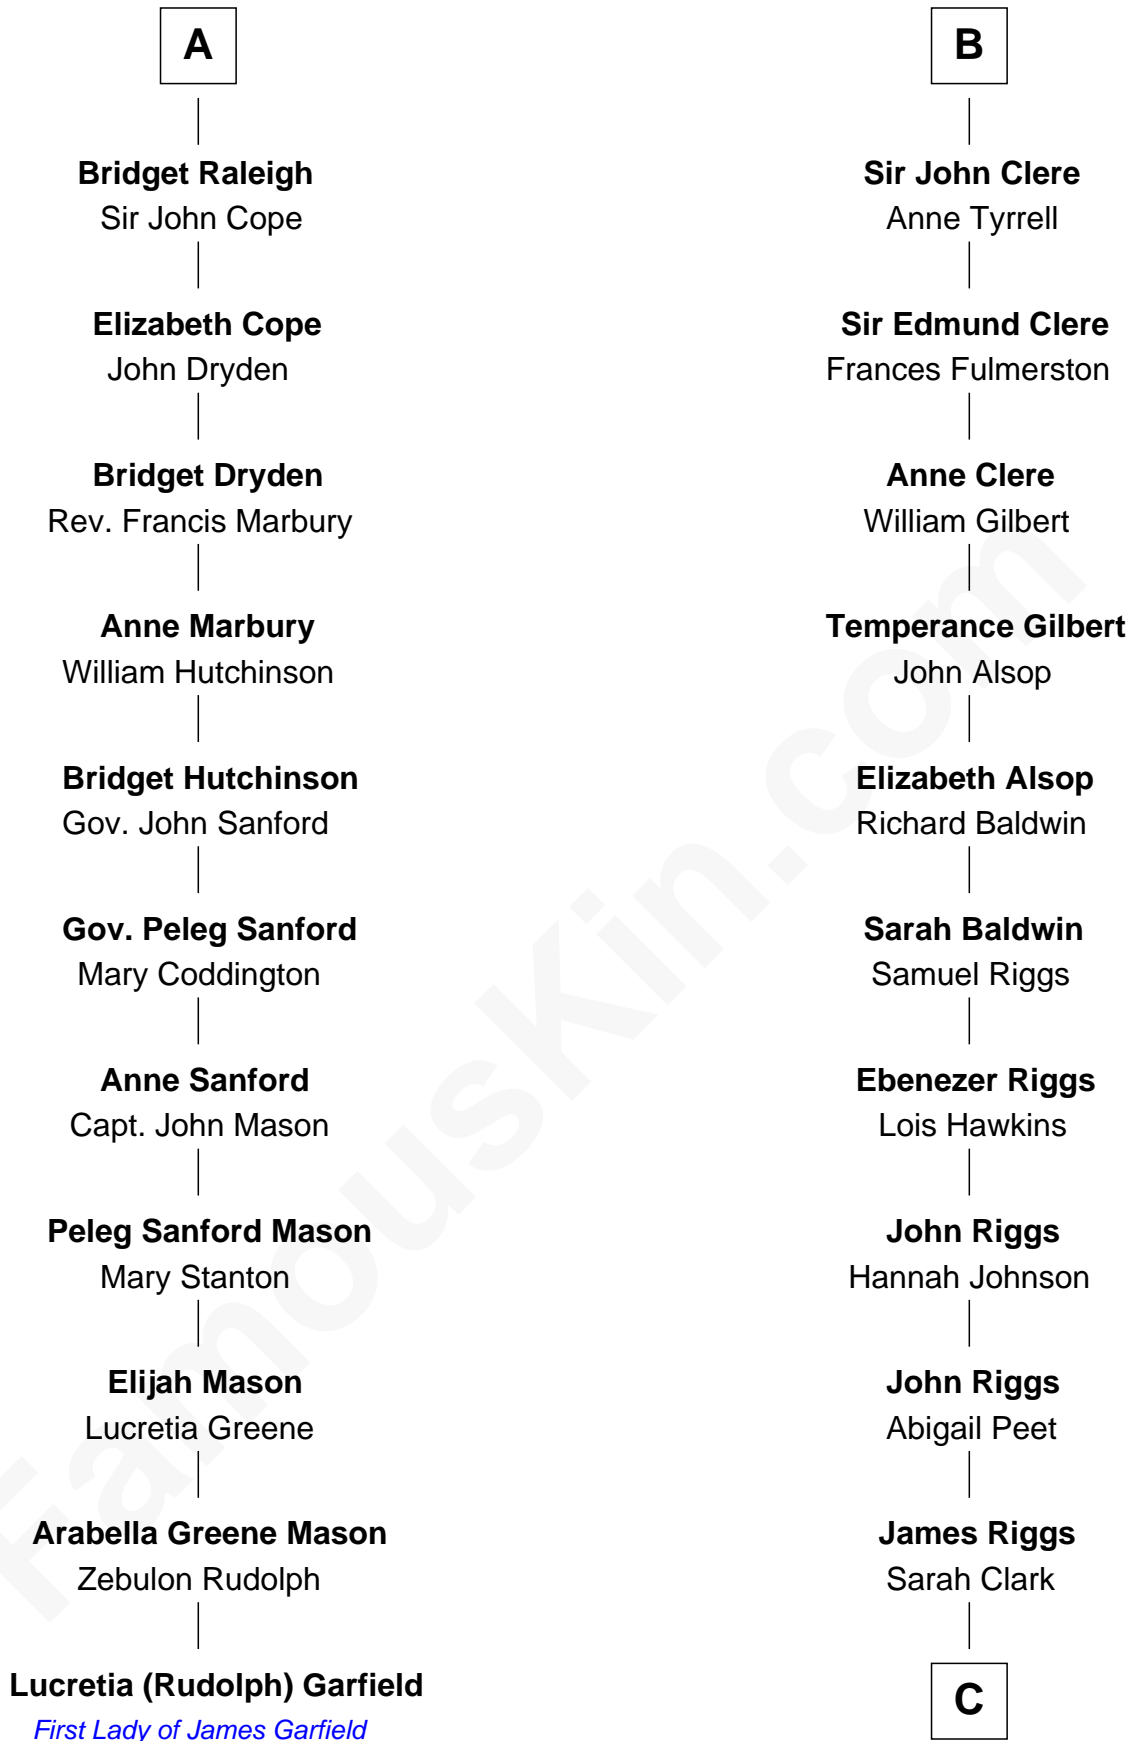 A
Bridget Raleigh
Sir John Cope
Elizabeth Cope
John Dryden
Bridget Dryden
Rev. Francis Marbury
Anne Marbury
William Hutchinson
Bridget Hutchinson
Gov. John Sanford
Gov. Peleg Sanford
Mary Coddington
Anne Sanford
Capt. John Mason
Peleg Sanford Mason
Mary Stanton
Elijah Mason
Lucretia Greene
Arabella Greene Mason
Zebulon Rudolph
Lucretia (Rudolph) Garfield
First Lady of James Garfield
B
Sir John Clere
Anne Tyrrell
Sir Edmund Clere
Frances Fulmerston
Anne Clere
William Gilbert
Temperance Gilbert
John Alsop
Elizabeth Alsop
Richard Baldwin
Sarah Baldwin
Samuel Riggs
Ebenezer Riggs
Lois Hawkins
John Riggs
Hannah Johnson
John Riggs
Abigail Peet
James Riggs
Sarah Clark
C
FamousKin.com